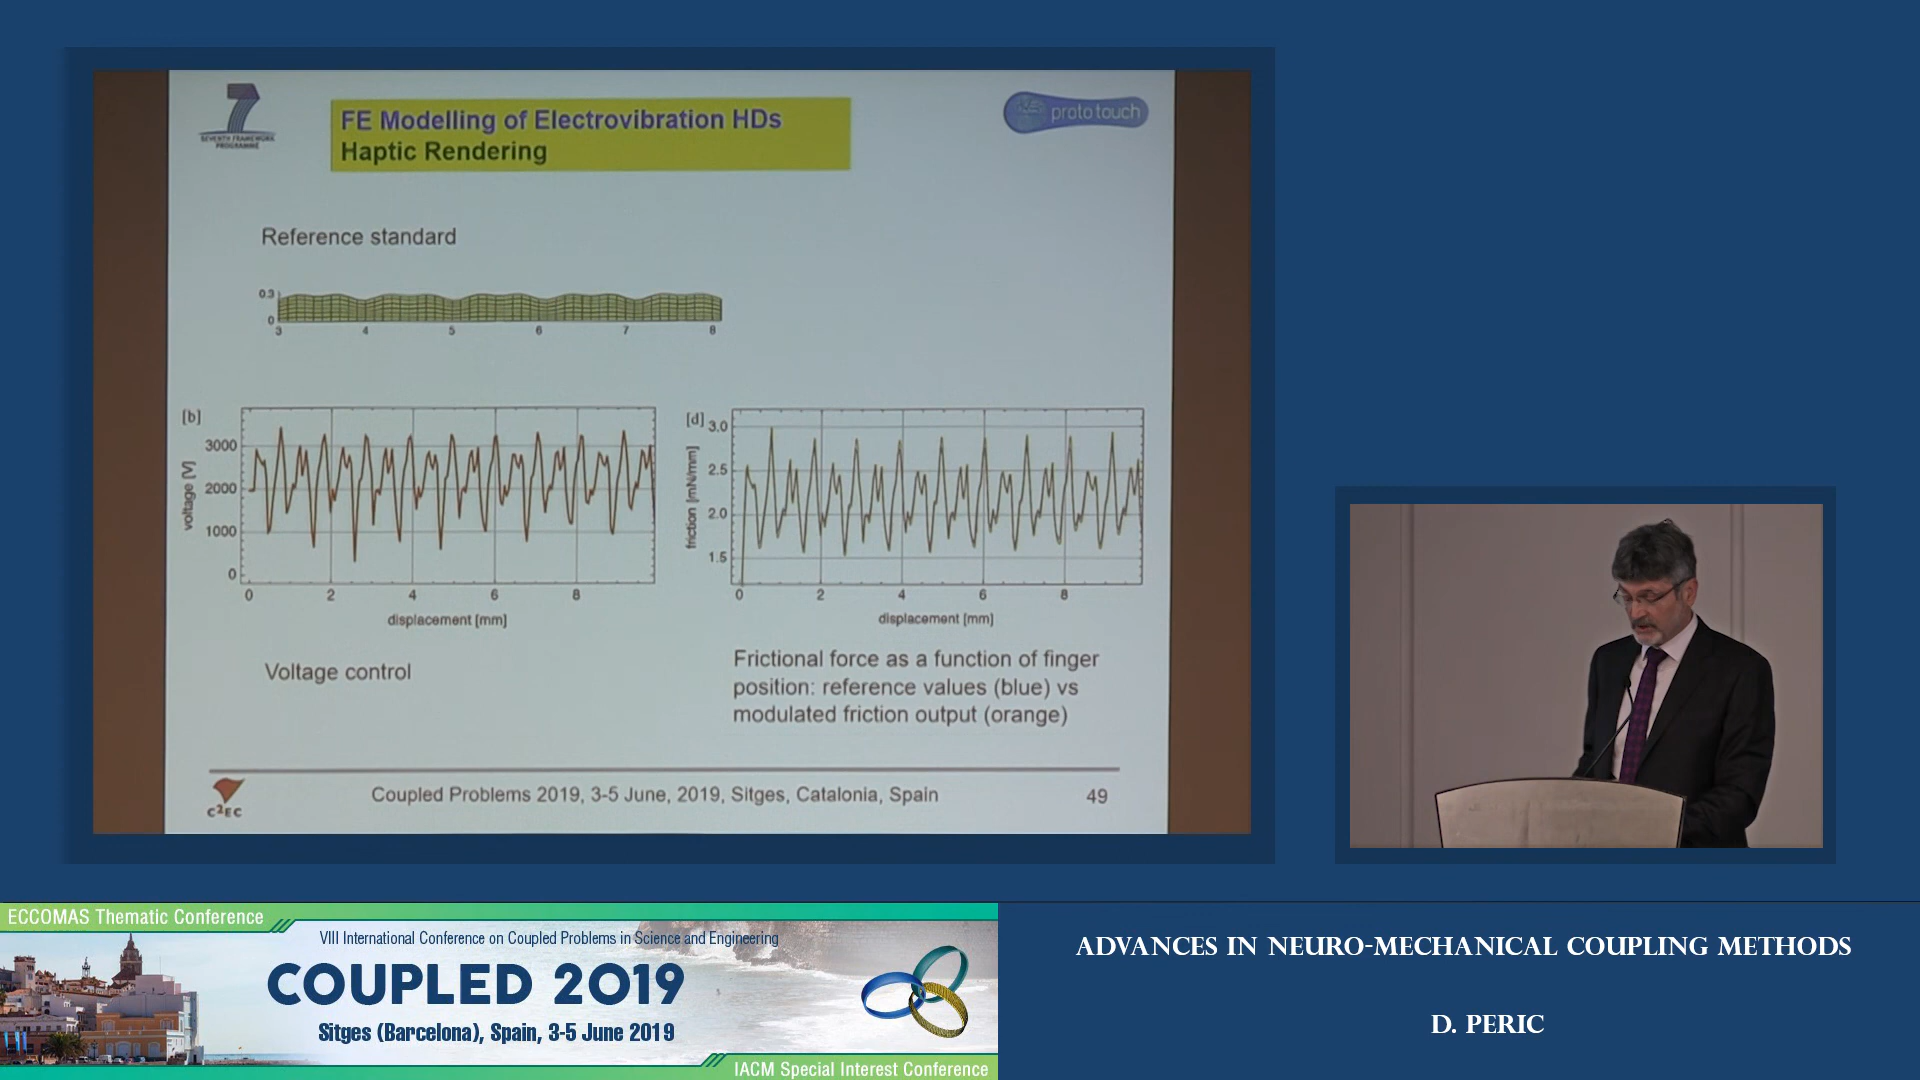 7
SEVENTH FRAMEWORK
PROGRAMME
FE Modelling of Electrovibration HDs
Haptic Rendering
proto touch
Reference standard
0.3
0
3 4 5 6 7 8
[b]
voltage [V]
3000
2000
1000
0
0 2 4 6 8
displacement [mm]
[d]
friction [mN/mm]
3.0
2.5
2.0
1.5
0 2 4 6 8
displacement [mm]
Voltage control
Frictional force as a function of finger
position: reference values (blue) vs
modulated friction output (orange)
C²EC
Coupled Problems 2019, 3-5 June, 2019, Sitges, Catalonia, Spain
49
ECCOMAS Thematic Conference
VIII International Conference on Coupled Problems in Science and Engineering
COUPLED 2019
Sitges (Barcelona), Spain, 3-5 June 2019
IACM Special Interest Conference
ADVANCES IN NEURO-MECHANICAL COUPLING METHODS
D. PERIC